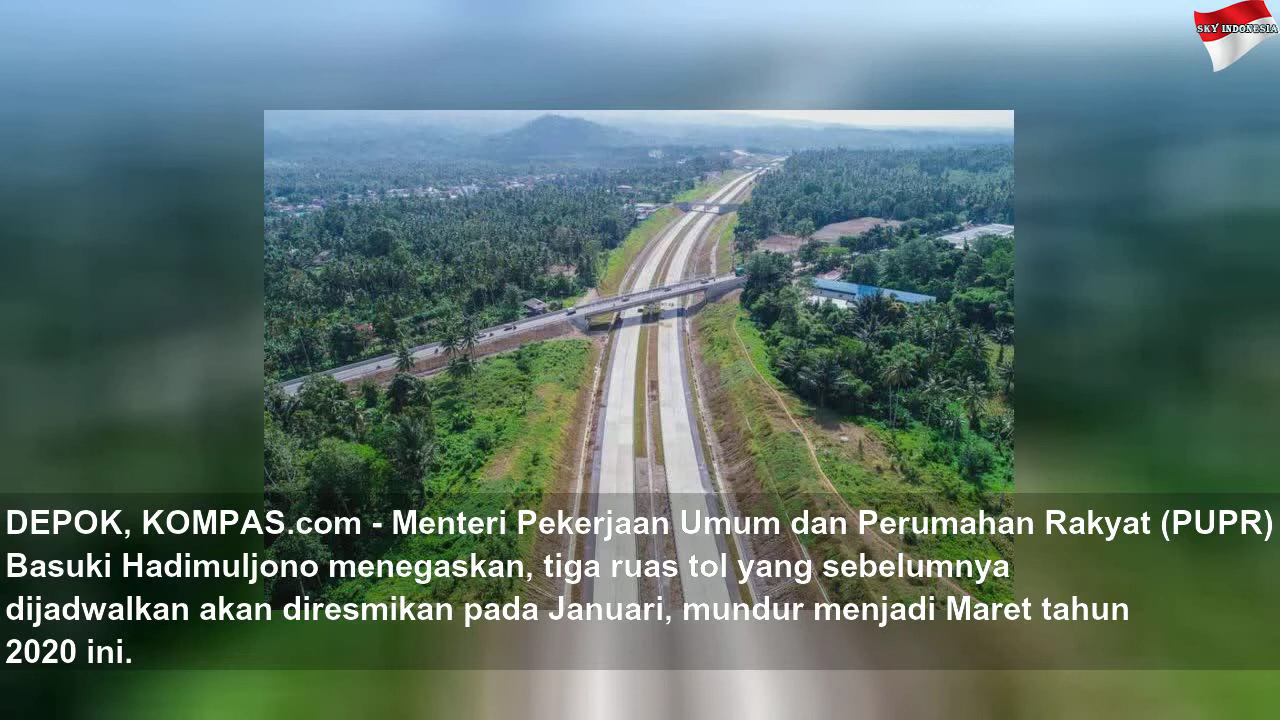 SKY INDONESIA
DEPOK, KOMPAS.com - Menteri Pekerjaan Umum dan Perumahan Rakyat (PUPR)
Basuki Hadimuljono menegaskan, tiga ruas tol yang sebelumnya
dijadwalkan akan diresmikan pada Januari, mundur menjadi Maret tahun
2020 ini.